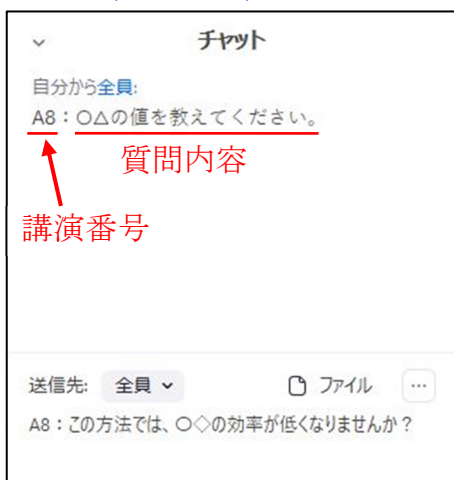 チャット
自分から全員:
A8：○△の値を教えてください。
質問内容
講演番号
送信先: 全員 ファイル ...
A8：この方法では、○◇の効率が低くなりませんか？